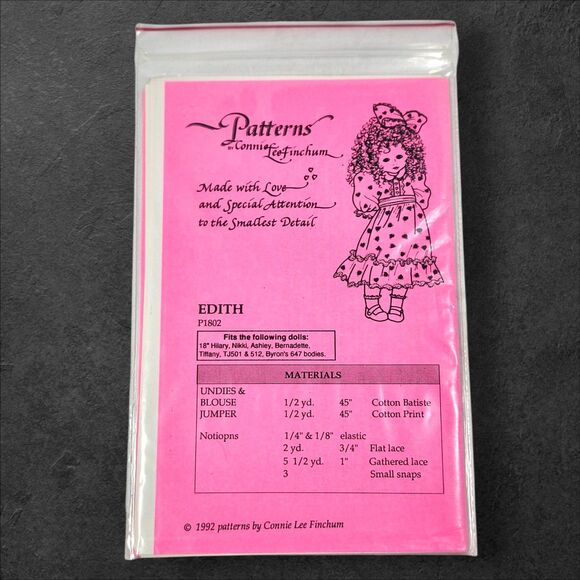 Patterns
BY Connie
Lee Finchum
Made with Love
and Special Attention
to the Smallest Detail
EDITH
P1802
Fits the following dolls:
18" Hilary, Nikki, Ashley, Bernadette,
Tiffany, TJ501 & 512, Byron's 647 bodies.
MATERIALS
UNDIES &
BLOUSE 1/2 yd. 45" Cotton Batiste
JUMPER 1/2 yd. 45" Cotton Print
Notiopns 1/4" & 1/8" elastic
2 yd. 3/4" Flat lace
5 1/2 yd. 1" Gathered lace
3 Small snaps
© 1992 patterns by Connie Lee Finchum